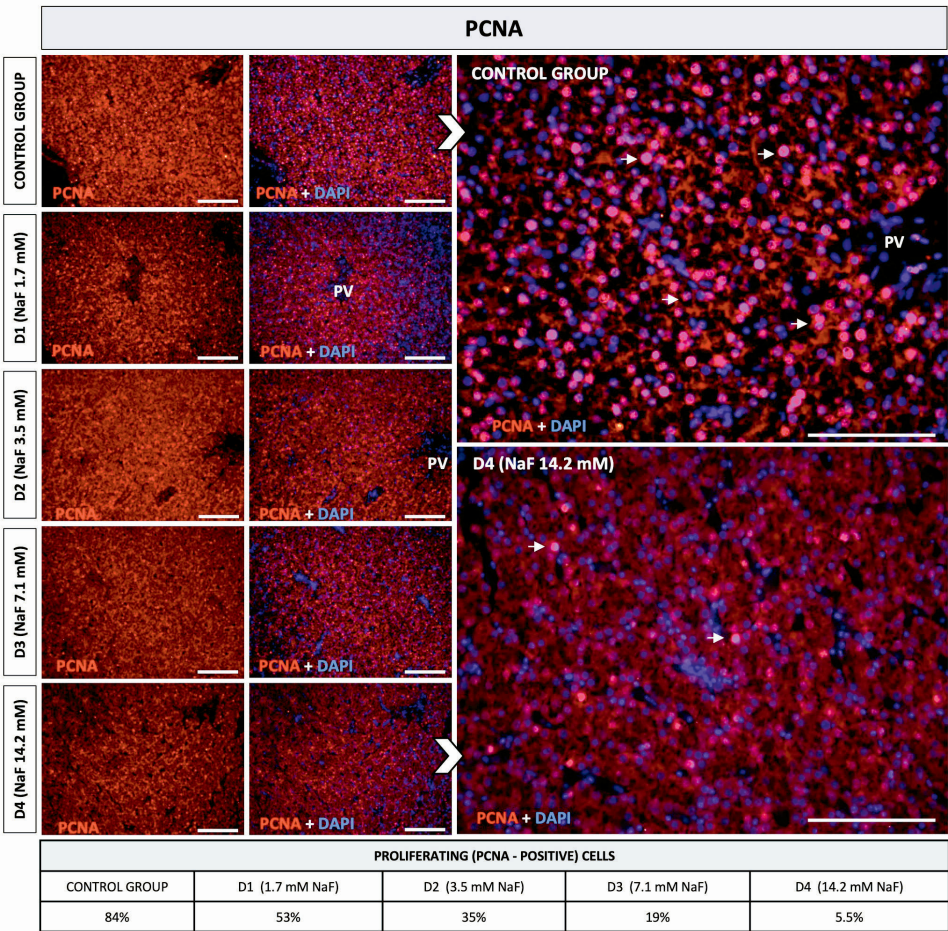 PCNA
CONTROL GROUP
PCNA
PCNA + DAPI
D1 (NaF 1.7 mM)
PCNA
PV
PCNA + DAPI
D2 (NaF 3.5 mM)
PCNA
PV
PCNA + DAPI
D3 (NaF 7.1 mM)
PCNA
PCNA + DAPI
D4 (NaF 14.2 mM)
PCNA
PCNA + DAPI
CONTROL GROUP
PV
PCNA + DAPI
D4 (NaF 14.2 mM)
PCNA + DAPI
PROLIFERATING (PCNA - POSITIVE) CELLS
CONTROL GROUP D1 (1.7 mM NaF) D2 (3.5 mM NaF) D3 (7.1 mM NaF) D4 (14.2 mM NaF)
84% 53% 35% 19% 5.5%